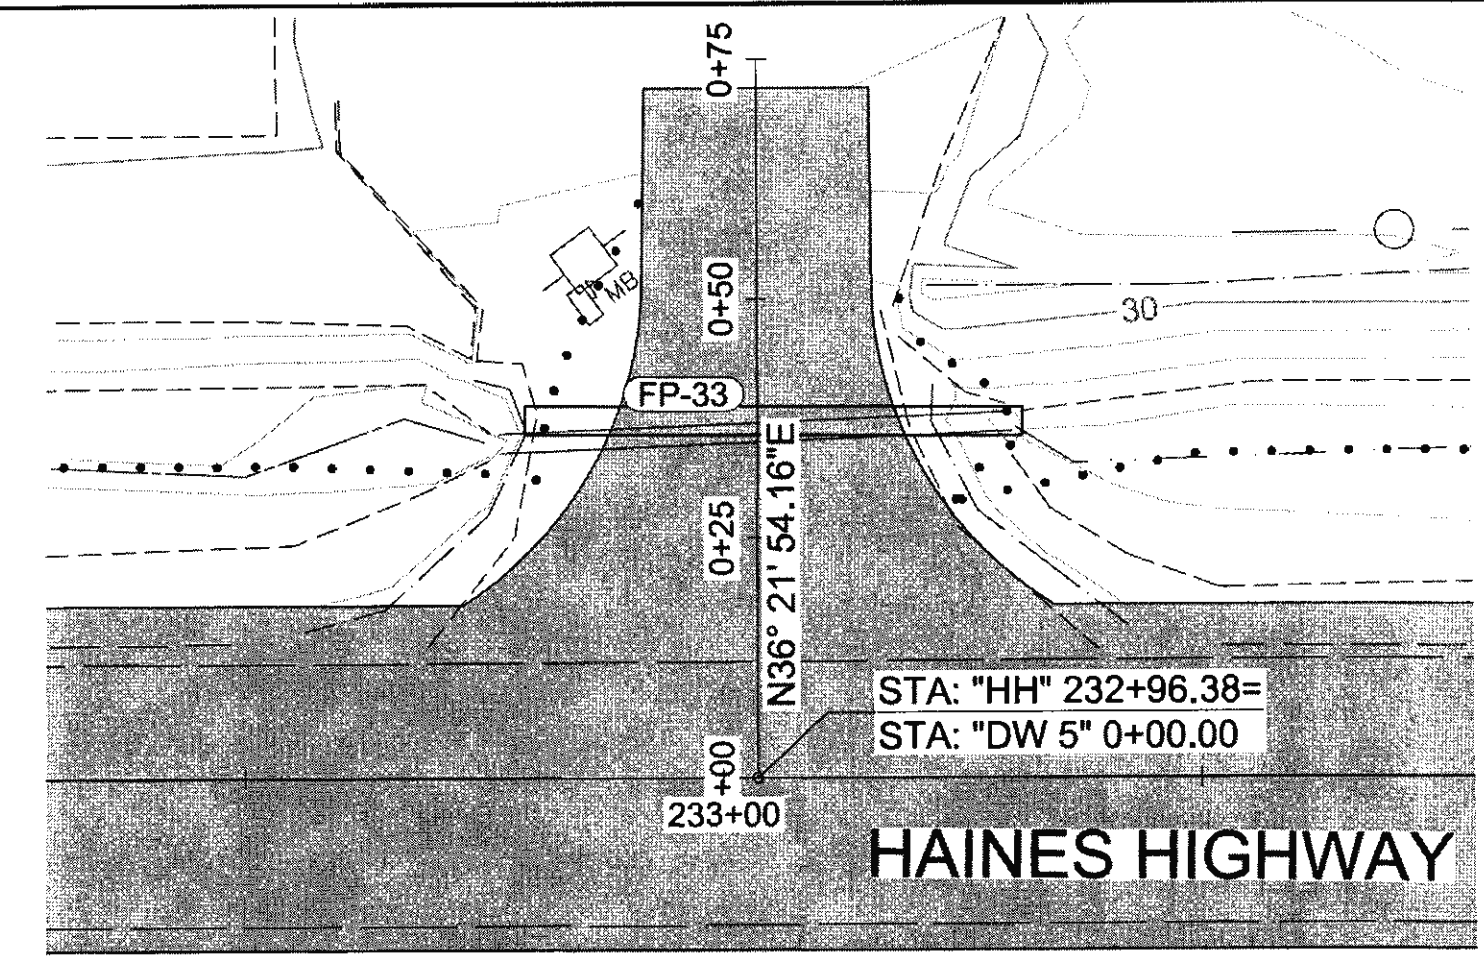 0+75
0+50
MB
30
FP-33
0+25
N36° 21' 54.16"E
STA: "HH" 232+96.38=
STA: "DW 5" 0+00.00
+00
233+00
HAINES HIGHWAY